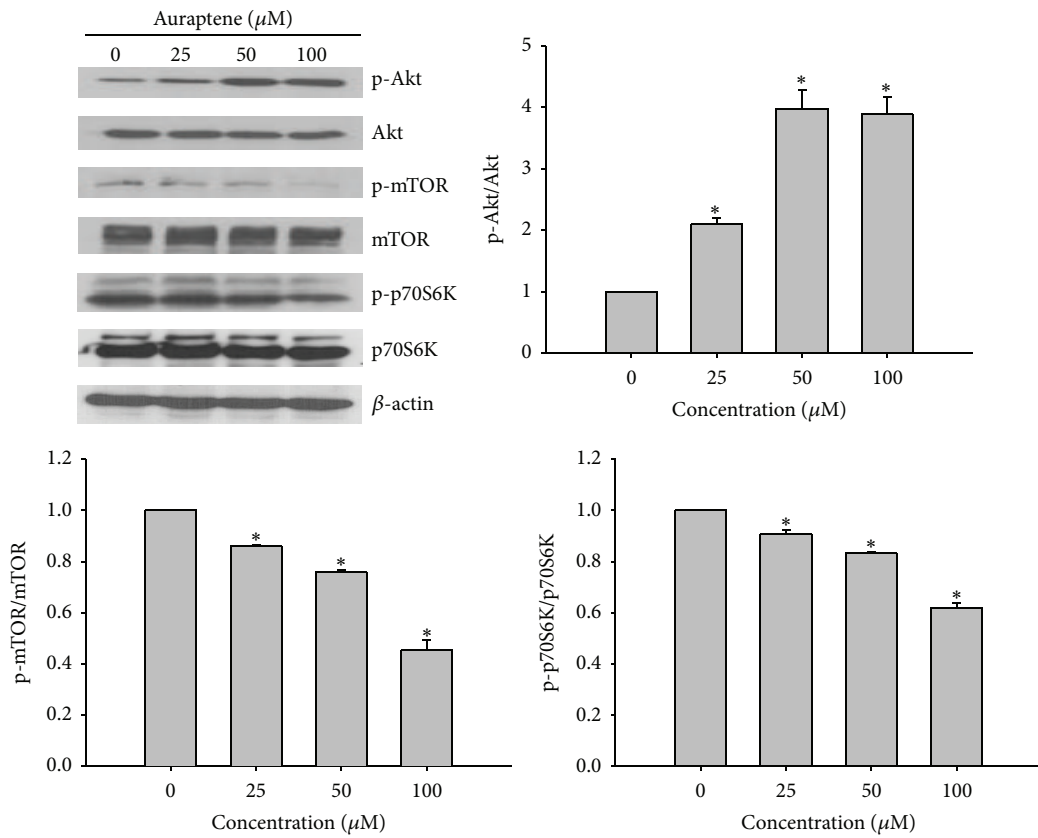 Auraptene (μM)
0 25 50 100
p-Akt
Akt
p-mTOR
mTOR
p-p70S6K
p70S6K
β-actin
5
4
3
2
1
0
p-Akt/Akt
*
*
*
0 25 50 100
Concentration (μM)
1.2
1.0
0.8
0.6
0.4
0.2
0.0
p-mTOR/mTOR
*
*
*
0 25 50 100
Concentration (μM)
1.2
1.0
0.8
0.6
0.4
0.2
0.0
p-p70S6K/p70S6K
*
*
*
0 25 50 100
Concentration (μM)